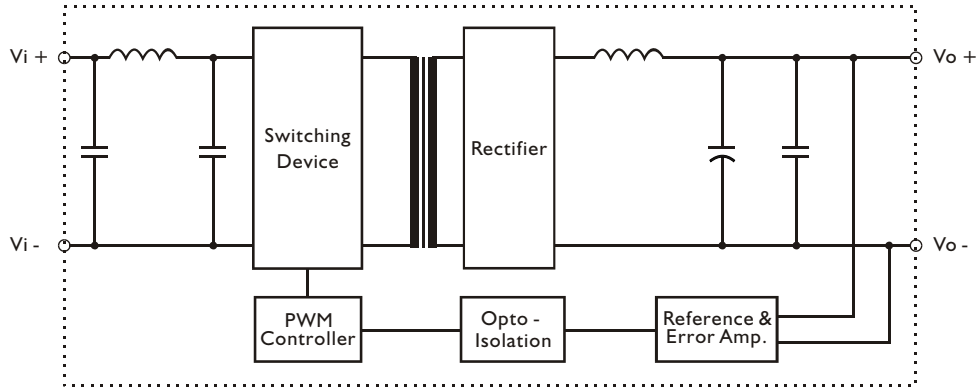 Vi +
Vo +
Switching
Device
Rectifier
Vi -
Vo -
PWM
Controller
Opto -
Isolation
Reference &
Error Amp.